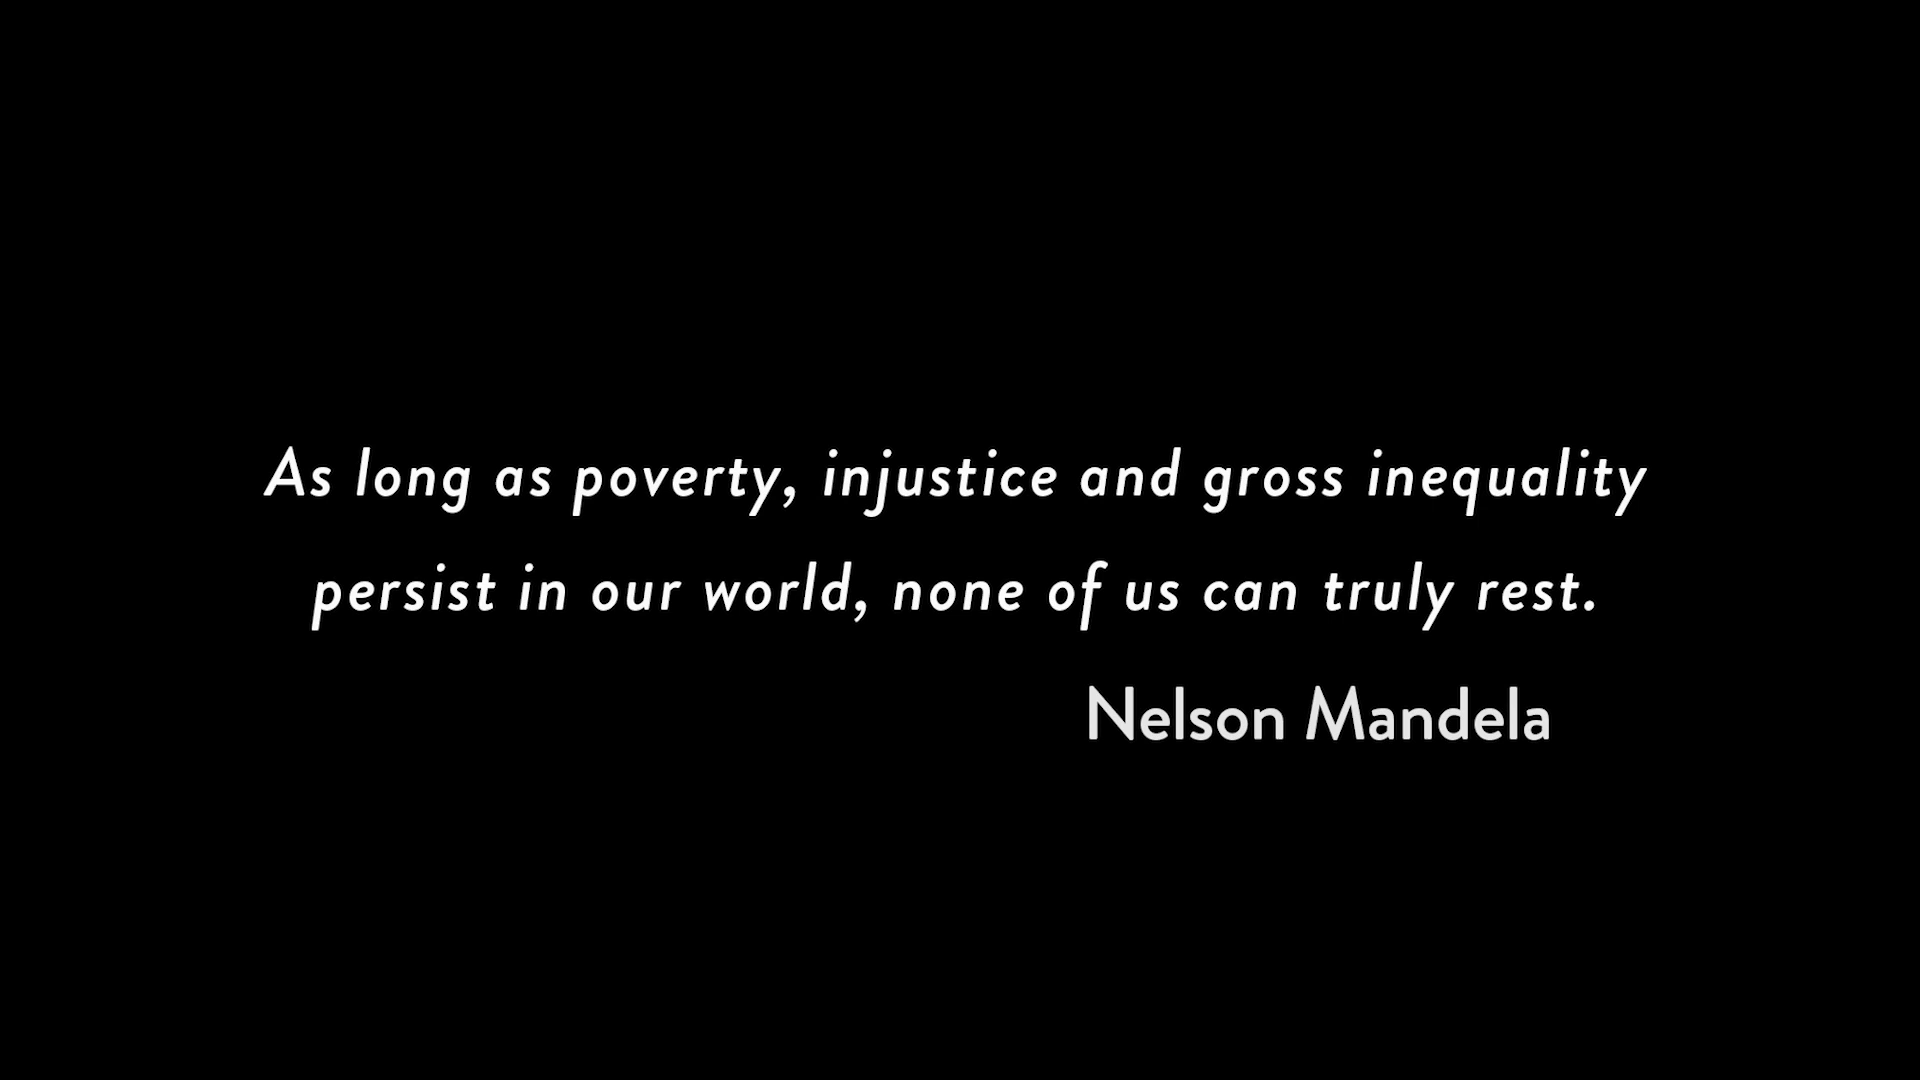 As long as poverty, injustice and gross inequality
persist in our world, none of us can truly rest.
Nelson Mandela